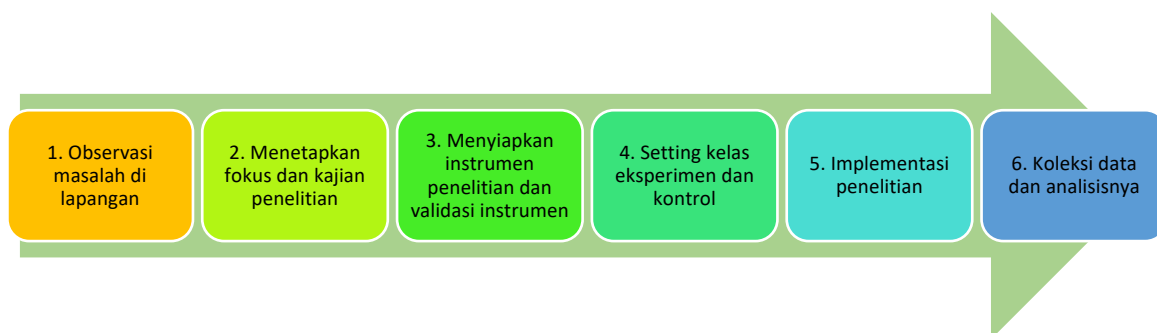 1. Observasi
masalah di
lapangan
2. Menetapkan
fokus dan kajian
penelitian
3. Menyiapkan
instrumen
penelitian dan
validasi instrumen
4. Setting kelas
eksperimen dan
kontrol
5. Implementasi
penelitian
6. Koleksi data
dan analisisnya